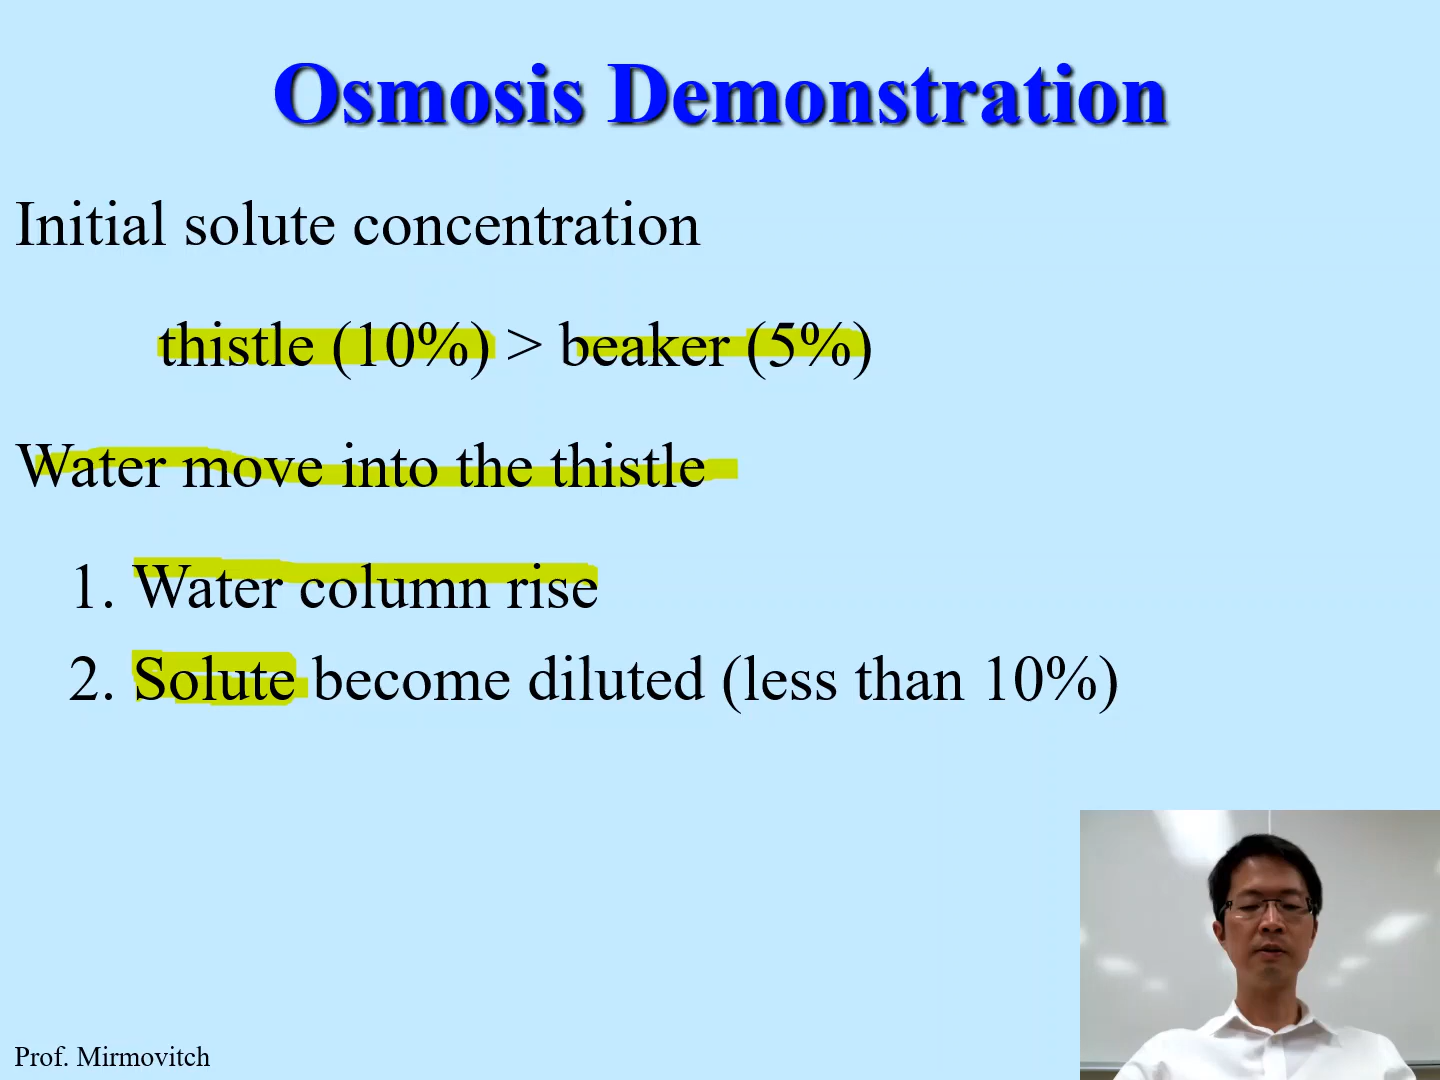 Osmosis Demonstration
Initial solute concentration
thistle (10%) > beaker (5%)
Water move into the thistle
1. Water column rise
2. Solute become diluted (less than 10%)
Prof. Mirmovitch